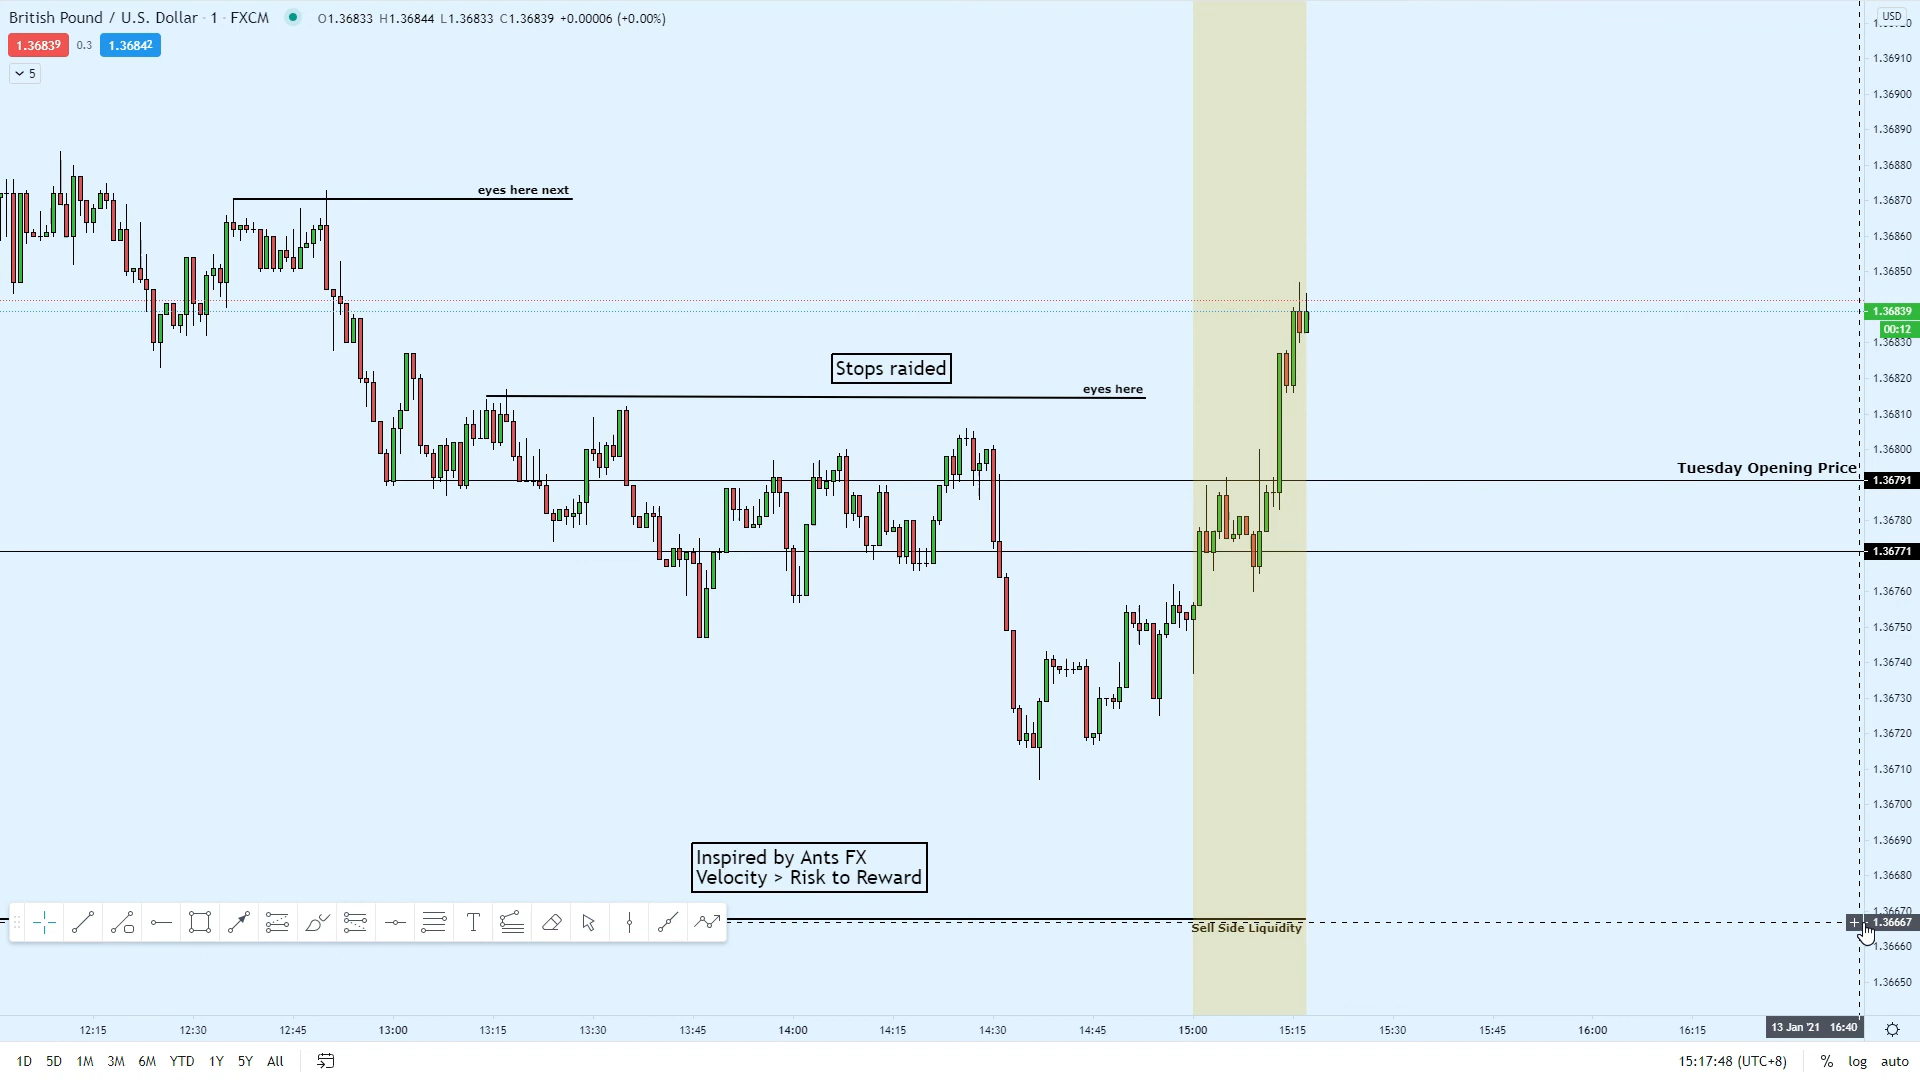 British Pound / U.S. Dollar · 1 · FXCM O1.36833 H1.36844 L1.36833 C1.36839 +0.00006 (+0.00%)
1.36839 0.3 1.36842
5
USD
1.36910
1.36900
1.36890
1.36880
eyes here next
1.36870
1.36860
1.36850
1.36839
00:12
1.36830
Stops raided
1.36820
eyes here
1.36810
1.36800
Tuesday Opening Price
1.36791
1.36780
1.36771
1.36760
1.36750
1.36740
1.36730
1.36720
1.36710
1.36700
1.36690
Inspired by Ants FX
Velocity > Risk to Reward
1.36680
1.36670
1.36667
Sell Side Liquidity
1.36660
1.36650
12:15 12:30 12:45 13:00 13:15 13:30 13:45 14:00 14:15 14:30 14:45 15:00 15:15 15:30 15:45 16:00 16:15 13 Jan '21 16:40
1D 5D 1M 3M 6M YTD 1Y 5Y All 15:17:48 (UTC+8) % log auto